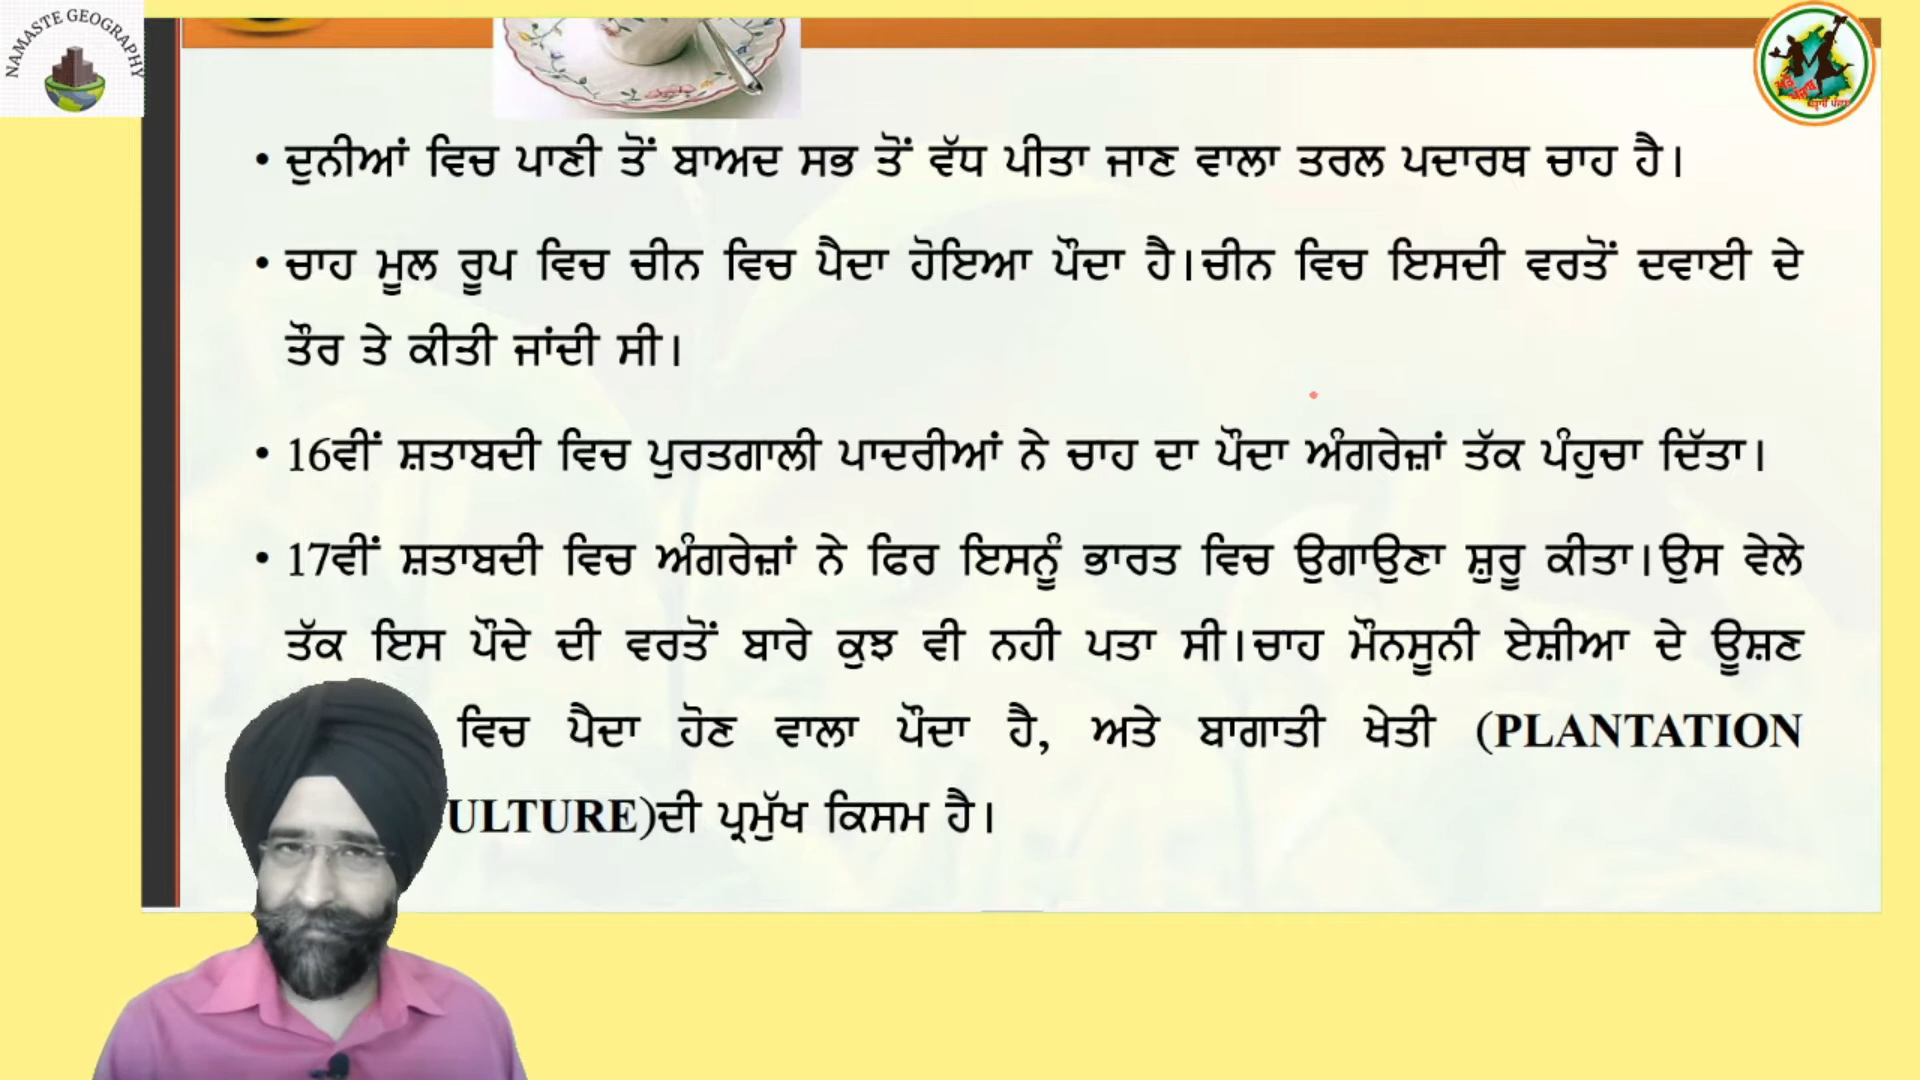 NAMASTE GEOGRAPHY
• ਦੁਨੀਆਂ ਵਿਚ ਪਾਣੀ ਤੋਂ ਬਾਅਦ ਸਭ ਤੋਂ ਵੱਧ ਪੀਤਾ ਜਾਣ ਵਾਲਾ ਤਰਲ ਪਦਾਰਥ ਚਾਹ ਹੈ।
• ਚਾਹ ਮੂਲ ਰੂਪ ਵਿਚ ਚੀਨ ਵਿਚ ਪੈਦਾ ਹੋਇਆ ਪੌਦਾ ਹੈ।ਚੀਨ ਵਿਚ ਇਸਦੀ ਵਰਤੋਂ ਦਵਾਈ ਦੇ
ਤੌਰ ਤੇ ਕੀਤੀ ਜਾਂਦੀ ਸੀ।
• 16ਵੀਂ ਸ਼ਤਾਬਦੀ ਵਿਚ ਪੁਰਤਗਾਲੀ ਪਾਦਰੀਆਂ ਨੇ ਚਾਹ ਦਾ ਪੌਦਾ ਅੰਗਰੇਜ਼ਾਂ ਤੱਕ ਪੰਹੁਚਾ ਦਿੱਤਾ।
• 17ਵੀਂ ਸ਼ਤਾਬਦੀ ਵਿਚ ਅੰਗਰੇਜ਼ਾਂ ਨੇ ਫਿਰ ਇਸਨੂੰ ਭਾਰਤ ਵਿਚ ਉਗਾਉਣਾ ਸ਼ੁਰੂ ਕੀਤਾ।ਉਸ ਵੇਲੇ
ਤੱਕ ਇਸ ਪੌਦੇ ਦੀ ਵਰਤੋਂ ਬਾਰੇ ਕੁਝ ਵੀ ਨਹੀ ਪਤਾ ਸੀ।ਚਾਹ ਮੌਨਸੂਨੀ ਏਸ਼ੀਆ ਦੇ ਊਸ਼ਣ
ਵਿਚ ਪੈਦਾ ਹੋਣ ਵਾਲਾ ਪੌਦਾ ਹੈ, ਅਤੇ ਬਾਗਾਤੀ ਖੇਤੀ (PLANTATION
ULTURE)ਦੀ ਪ੍ਰਮੁੱਖ ਕਿਸਮ ਹੈ।